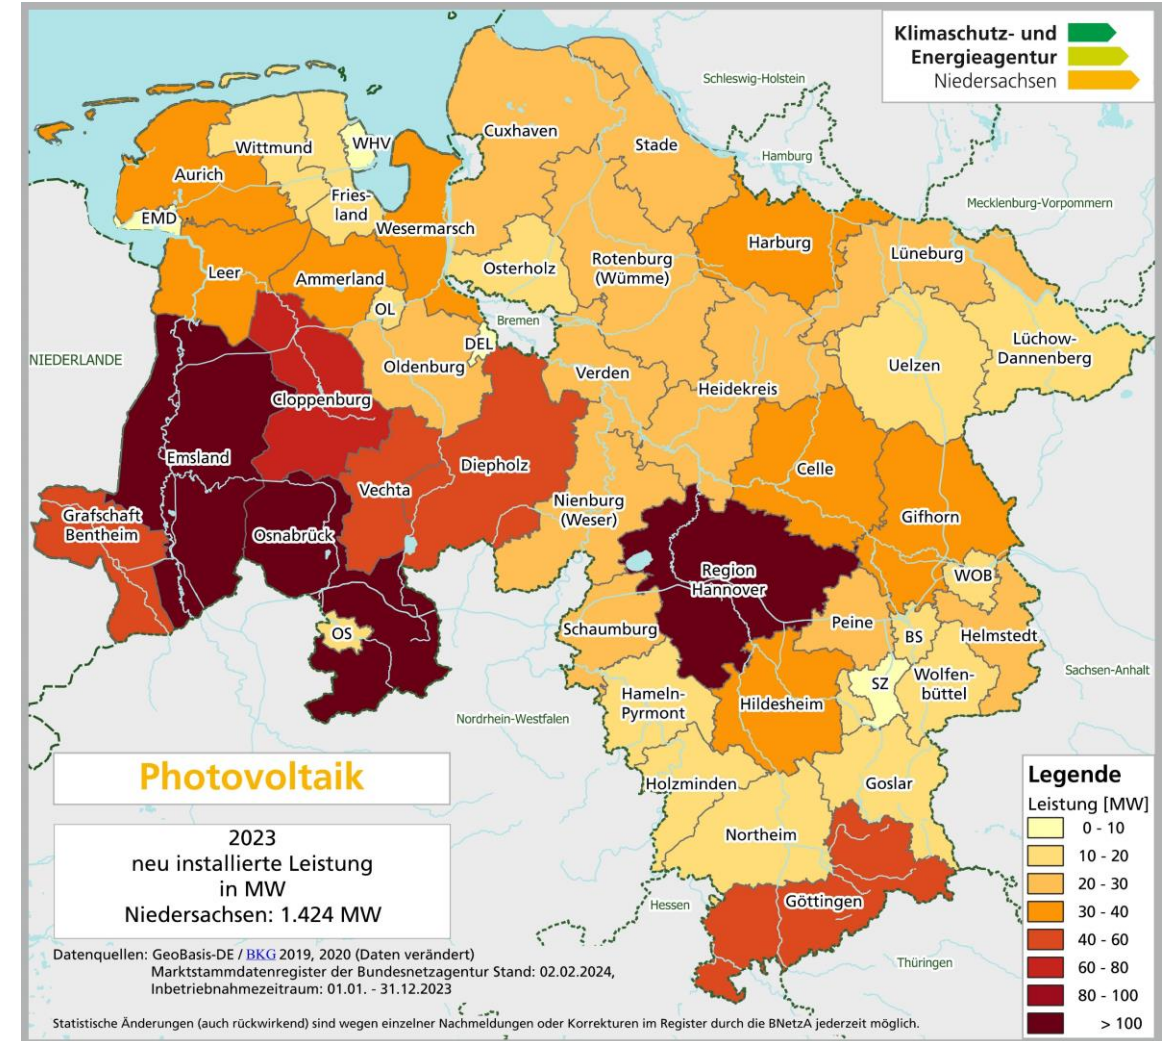 Klimaschutz- und
Energieagentur
Niedersachsen
Schleswig-Holstein
Hamburg
Mecklenburg-Vorpommern
Cuxhaven
Stade
WHV
Wittmund
Aurich
Fries-
land
EMD
Wesermarsch
Harburg
Lüneburg
Rotenburg
(Wümme)
Osterholz
Leer
Ammerland
OL
Bremen
DEL
Lüchow-
Dannenberg
NIEDERLANDE
Oldenburg
Verden
Uelzen
Heidekreis
Cloppenburg
Emsland
Diepholz
Celle
Vechta
Nienburg
(Weser)
Gifhorn
Grafschaft
Bentheim
Osnabrück
Region
Hannover
WOB
Schaumburg
Peine
BS
Helmstedt
OS
Sachsen-Anhalt
SZ
Wolfen-
büttel
Hameln-
Pyrmont
Hildesheim
Nordrhein-Westfalen
Holzminden
Goslar
Northeim
Göttingen
Hessen
Thüringen
Photovoltaik
2023
neu installierte Leistung
in MW
Niedersachsen: 1.424 MW
Datenquellen: GeoBasis-DE / BKG 2019, 2020 (Daten verändert)
Marktstammdatenregister der Bundesnetzagentur Stand: 02.02.2024,
Inbetriebnahmezeitraum: 01.01. - 31.12.2023
Statistische Änderungen (auch rückwirkend) sind wegen einzelner Nachmeldungen oder Korrekturen im Register durch die BNetzA jederzeit möglich.
Legende
Leistung [MW]
0 - 10
10 - 20
20 - 30
30 - 40
40 - 60
60 - 80
80 - 100
> 100